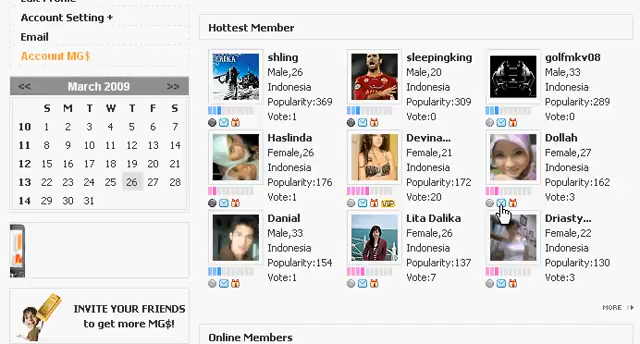 Edit Profile
Account Setting +
Email
Account MG$
<< March 2009 >>
S M T W T F S
10 1 2 3 4 5 6 7
11 8 9 10 11 12 13 14
12 15 16 17 18 19 20 21
13 22 23 24 25 26 27 28
14 29 30 31
INVITE YOUR FRIENDS
to get more MG$!
Hottest Member
ERIKA
shling
Male,26
Indonesia
Popularity:369
Vote:1
sleepingking
Male,20
Indonesia
Popularity:309
Vote:0
golfmkv08
Male,33
Indonesia
Popularity:289
Vote:0
Haslinda
Female,26
Indonesia
Popularity:176
Vote:1
Devina...
Female,21
Indonesia
Popularity:172
Vote:20
VIP
Dollah
Female,27
Indonesia
Popularity:162
Vote:3
Danial
Male,33
Indonesia
Popularity:154
Vote:1
Lita Dalika
Female,26
Indonesia
Popularity:137
Vote:7
Driasty...
Female,22
Indonesia
Popularity:130
Vote:3
MORE
Online Members